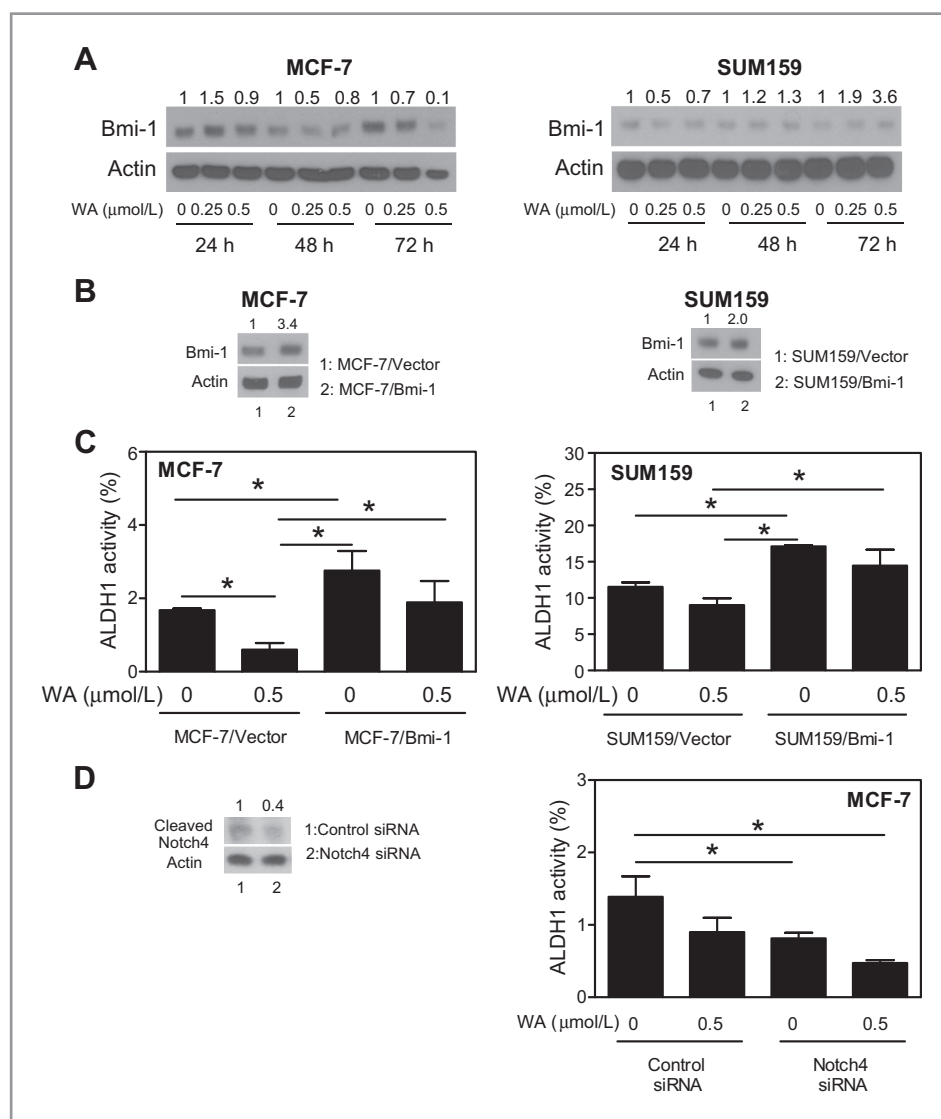 A
MCF-7
1 1.5 0.9 1 0.5 0.8 1 0.7 0.1
Bmi-1
Actin
WA (μmol/L) 0 0.25 0.5 0 0.25 0.5 0 0.25 0.5
24 h 48 h 72 h
SUM159
1 0.5 0.7 1 1.2 1.3 1 1.9 3.6
Bmi-1
Actin
WA (μmol/L) 0 0.25 0.5 0 0.25 0.5 0 0.25 0.5
24 h 48 h 72 h
B
MCF-7
1 3.4
Bmi-1
Actin
1 2
1: MCF-7/Vector
2: MCF-7/Bmi-1
SUM159
1 2.0
Bmi-1
Actin
1 2
1: SUM159/Vector
2: SUM159/Bmi-1
C
MCF-7
ALDH1 activity (%)
6
4
2
0
* * * *
WA (μmol/L) 0 0.5 0 0.5
MCF-7/Vector MCF-7/Bmi-1
SUM159
ALDH1 activity (%)
25
20
15
10
5
0
* * *
WA (μmol/L) 0 0.5 0 0.5
SUM159/Vector SUM159/Bmi-1
D
1 0.4
Cleaved
Notch4
Actin
1 2
1:Control siRNA
2:Notch4 siRNA
MCF-7
ALDH1 activity (%)
3
2
1
0
* *
WA (μmol/L) 0 0.5 0 0.5
Control
siRNA
Notch4
siRNA